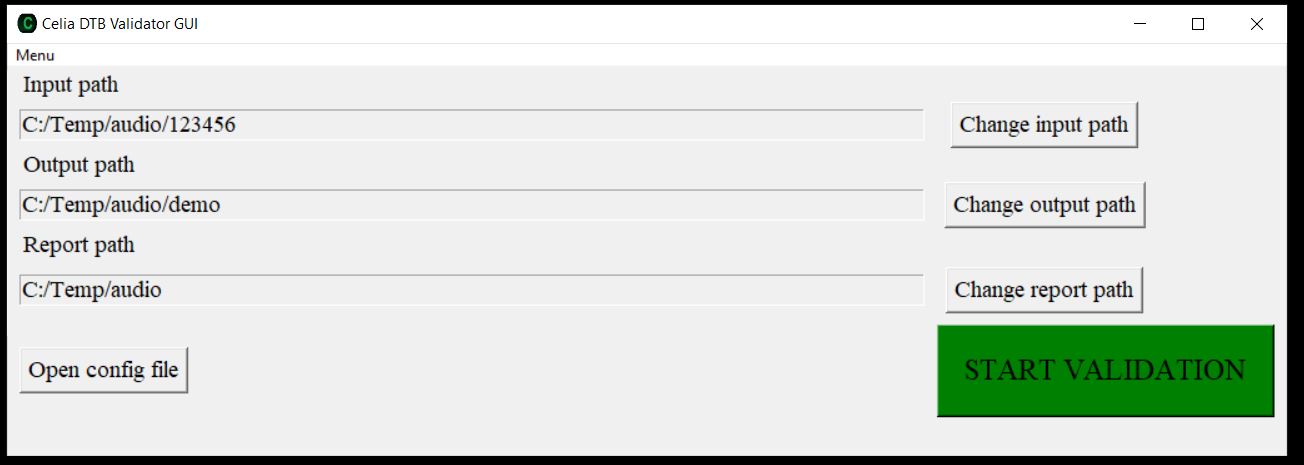 Celia DTB Validator GUI
Menu
Input path
C:/Temp/audio/123456
Change input path
Output path
C:/Temp/audio/demo
Change output path
Report path
C:/Temp/audio
Change report path
Open config file
START VALIDATION